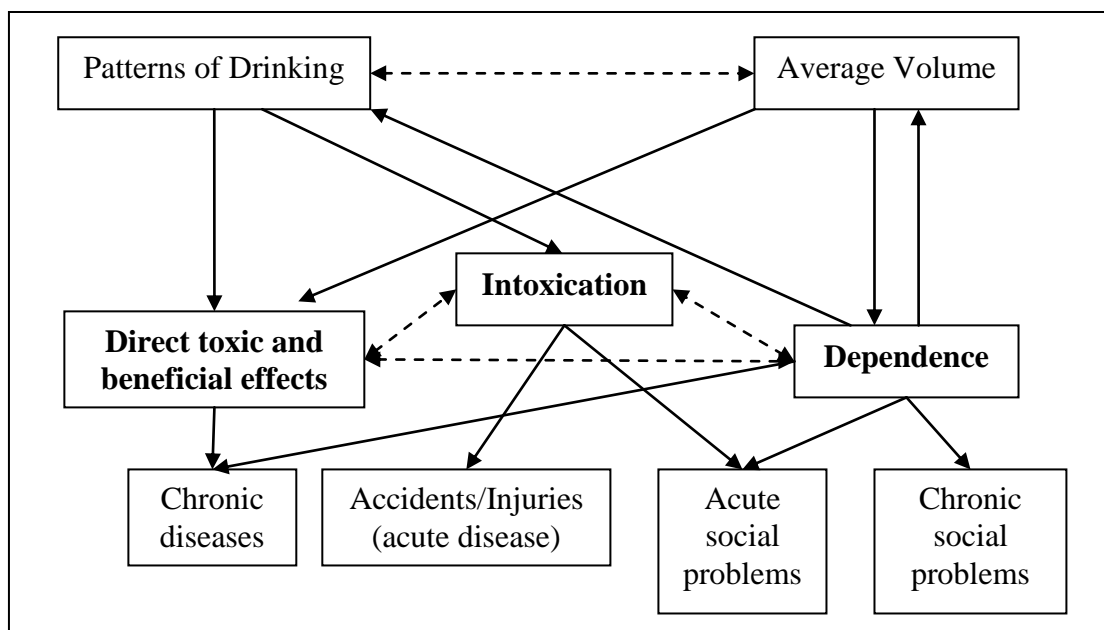 Patterns of Drinking
Average Volume
Intoxication
Direct toxic and
beneficial effects
Dependence
Chronic
diseases
Accidents/Injuries
(acute disease)
Acute
social
problems
Chronic
social
problems